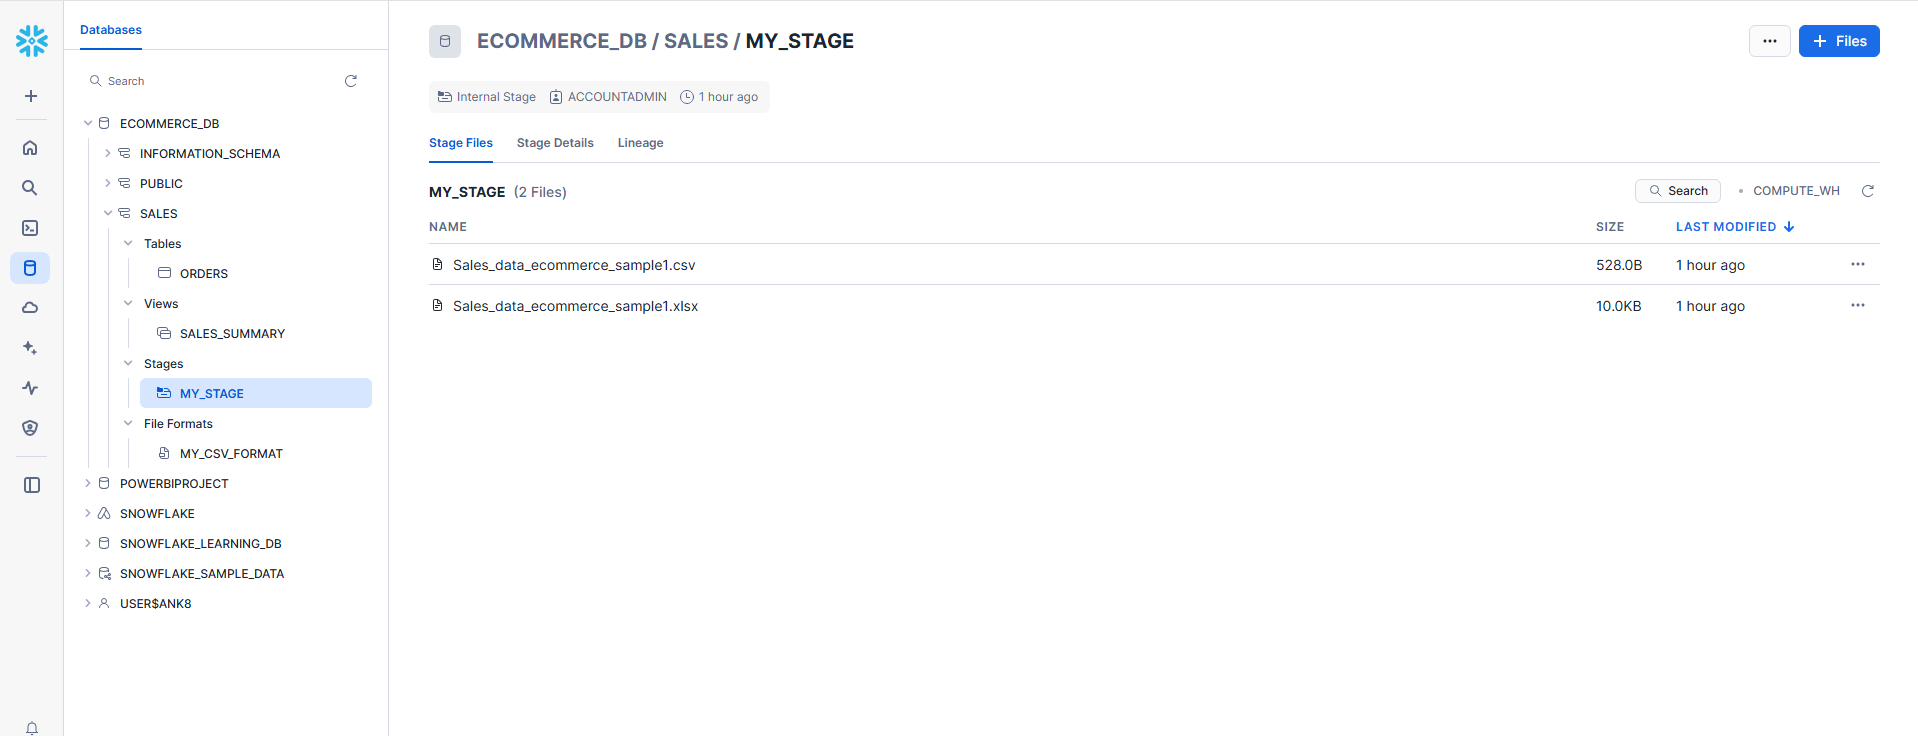 Databases
Search
ECOMMERCE_DB
INFORMATION_SCHEMA
PUBLIC
SALES
Tables
ORDERS
Views
SALES_SUMMARY
Stages
MY_STAGE
File Formats
MY_CSV_FORMAT
POWERBIPROJECT
SNOWFLAKE
SNOWFLAKE_LEARNING_DB
SNOWFLAKE_SAMPLE_DATA
USER$ANK8
ECOMMERCE_DB / SALES / MY_STAGE
... + Files
Internal Stage ACCOUNTADMIN 1 hour ago
Stage Files Stage Details Lineage
MY_STAGE (2 Files) Search COMPUTE_WH
NAME SIZE LAST MODIFIED
Sales_data_ecommerce_sample1.csv 528.0B 1 hour ago ...
Sales_data_ecommerce_sample1.xlsx 10.0KB 1 hour ago ...